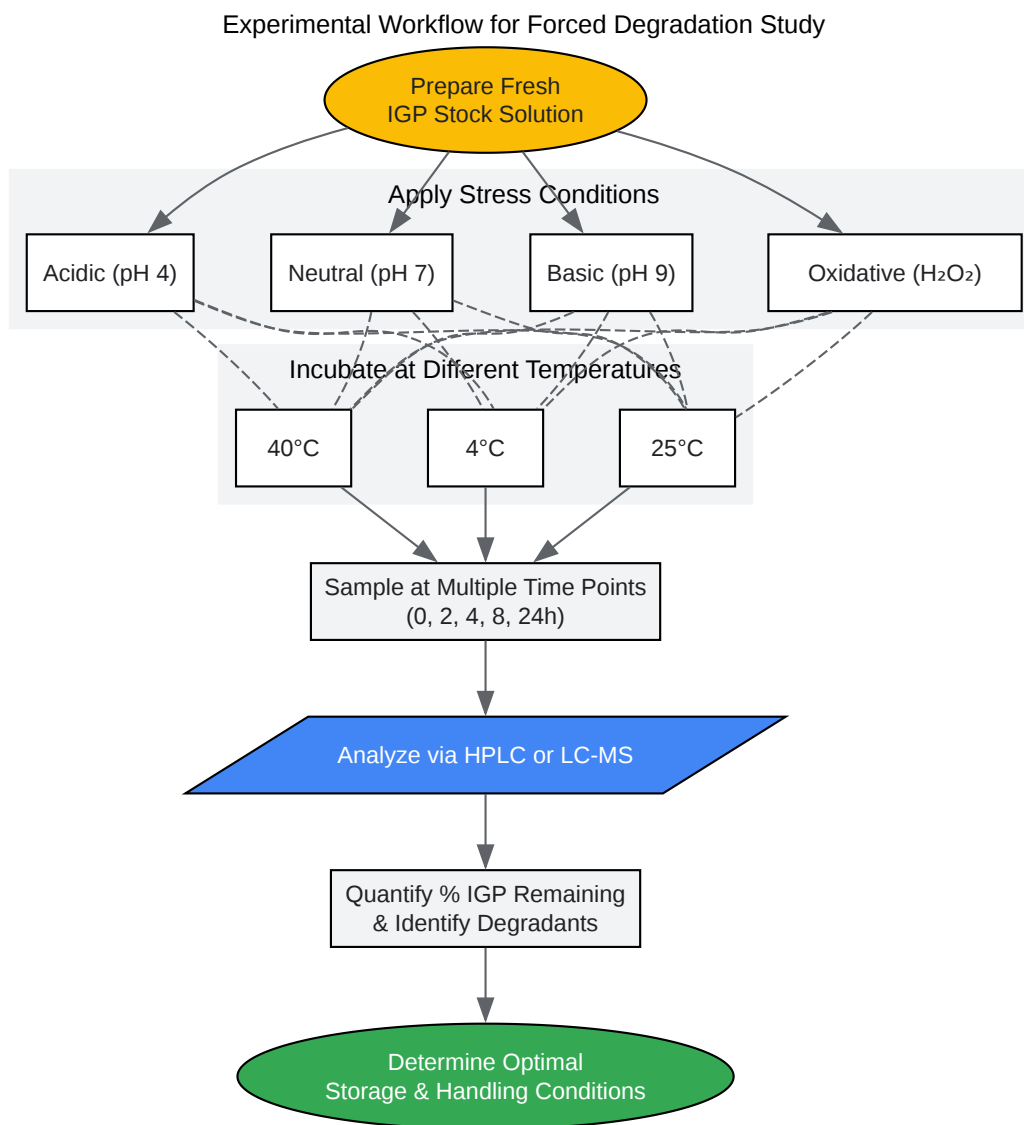 Experimental Workflow for Forced Degradation Study
Prepare Fresh
IGP Stock Solution
Apply Stress Conditions
Acidic (pH 4)
Neutral (pH 7)
Basic (pH 9)
Oxidative (H₂O₂)
Incubate at Different Temperatures
40°C
4°C
25°C
Sample at Multiple Time Points
(0, 2, 4, 8, 24h)
Analyze via HPLC or LC-MS
Quantify % IGP Remaining
& Identify Degradants
Determine Optimal
Storage & Handling Conditions